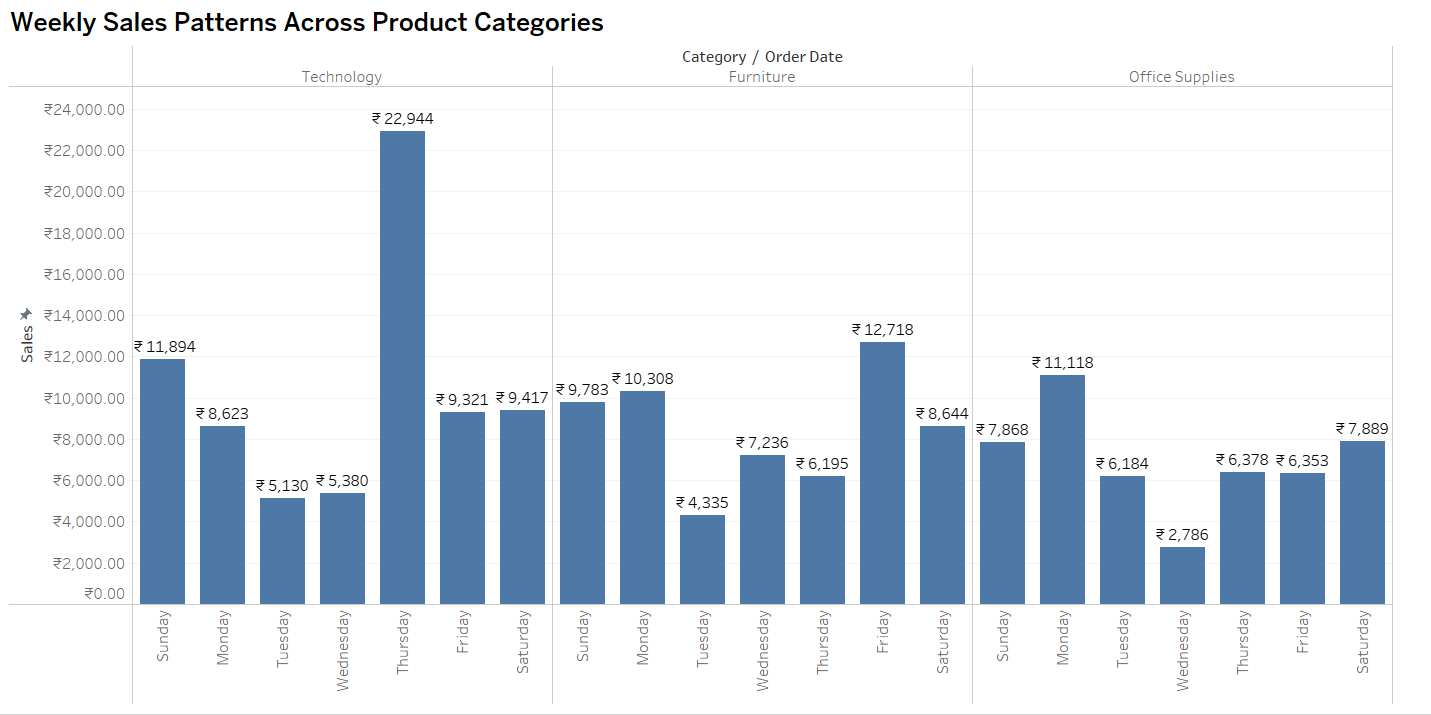 Weekly Sales Patterns Across Product Categories
Category / Order Date
Technology
Furniture
Office Supplies
₹24,000.00
₹22,000.00
₹20,000.00
₹18,000.00
₹16,000.00
₹14,000.00
₹12,000.00
₹10,000.00
₹8,000.00
₹6,000.00
₹4,000.00
₹2,000.00
₹0.00
Sales
₹ 11,894
₹ 8,623
₹ 5,130
₹ 5,380
₹ 22,944
₹ 9,321
₹ 9,417
₹ 9,783
₹ 10,308
₹ 4,335
₹ 7,236
₹ 6,195
₹ 12,718
₹ 8,644
₹ 7,868
₹ 11,118
₹ 6,184
₹ 2,786
₹ 6,378
₹ 6,353
₹ 7,889
Sunday
Monday
Tuesday
Wednesday
Thursday
Friday
Saturday
Sunday
Monday
Tuesday
Wednesday
Thursday
Friday
Saturday
Sunday
Monday
Tuesday
Wednesday
Thursday
Friday
Saturday